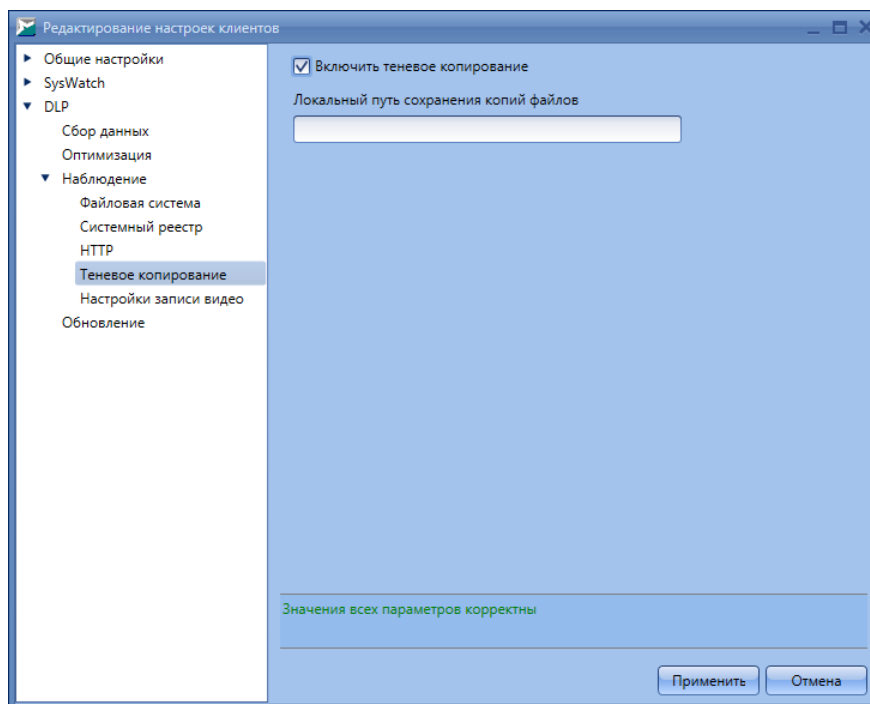 Редактирование настроек клиентов
Общие настройки
SysWatch
DLP
Сбор данных
Оптимизация
Наблюдение
Файловая система
Системный реестр
HTTP
Теневое копирование
Настройки записи видео
Обновление
Включить теневое копирование
Локальный путь сохранения копий файлов
Значения всех параметров корректны
Применить
Отмена